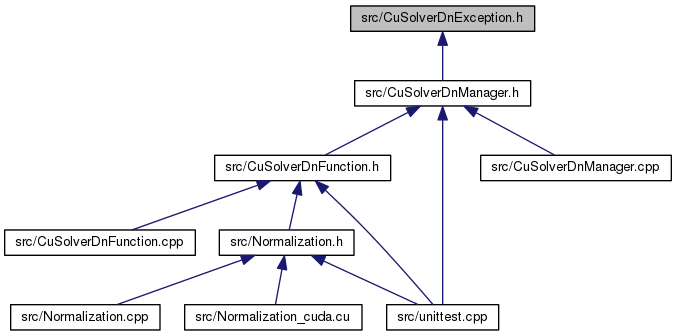 src/CuSolverDnException.h
src/CuSolverDnManager.h
src/CuSolverDnFunction.h
src/CuSolverDnManager.cpp
src/CuSolverDnFunction.cpp
src/Normalization.h
src/Normalization.cpp
src/Normalization_cuda.cu
src/unittest.cpp